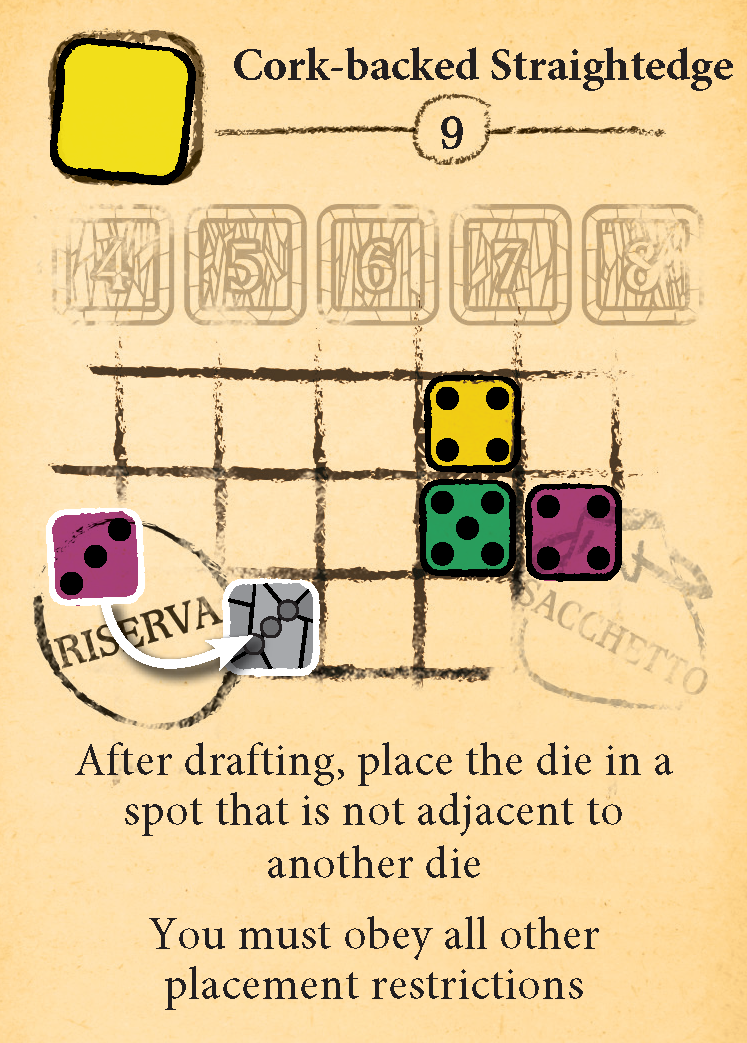 Cork-backed Straightedge
9
4 5 6 7 8
RISERVA
SACCHETTO
After drafting, place the die in a
spot that is not adjacent to
another die
You must obey all other
placement restrictions